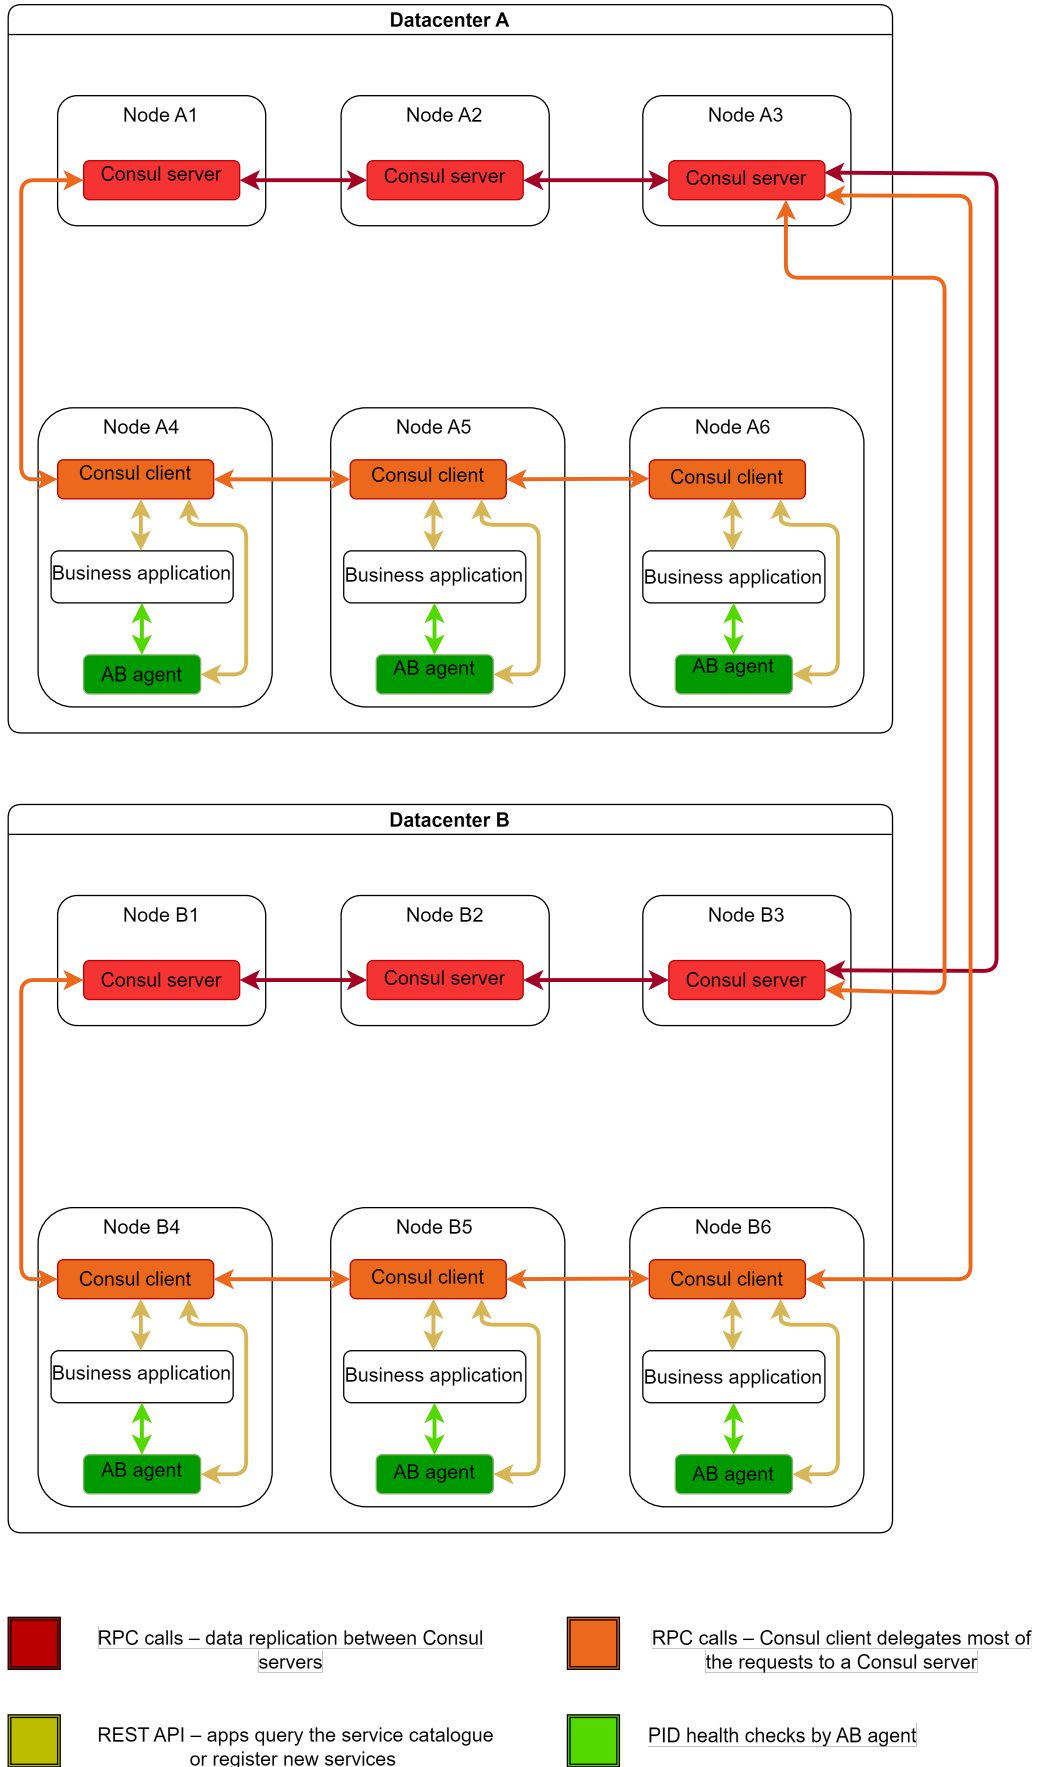 Datacenter A
Node A1
Node A2
Node A3
Consul server
Consul server
Consul server
Node A4
Node A5
Node A6
Consul client
Consul client
Consul client
Business application
Business application
Business application
AB agent
AB agent
AB agent
Datacenter B
Node B1
Node B2
Node B3
Consul server
Consul server
Consul server
Node B4
Node B5
Node B6
Consul client
Consul client
Consul client
Business application
Business application
Business application
AB agent
AB agent
AB agent
RPC calls – data replication between Consul
servers
RPC calls – Consul client delegates most of
the requests to a Consul server
REST API – apps query the service catalogue
or register new services
PID health checks by AB agent